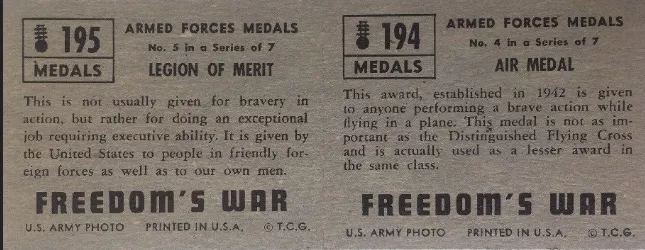 195
MEDALS
ARMED FORCES MEDALS
No. 5 in a Series of 7
LEGION OF MERIT
This is not usually given for bravery in
action, but rather for doing an exceptional
job requiring executive ability. It is given by
the United States to people in friendly for-
eign forces as well as to our own men.
FREEDOM'S WAR
U.S. ARMY PHOTO PRINTED IN U.S.A. © T.C.G.
194
MEDALS
ARMED FORCES MEDALS
No. 4 in a Series of 7
AIR MEDAL
This award, established in 1942 is given
to anyone performing a brave action while
flying in a plane. This medal is not as im-
portant as the Distinguished Flying Cross
and is actually used as a lesser award in
the same class.
FREEDOM'S WAR
U.S. ARMY PHOTO PRINTED IN U.S.A. © T.C.G.